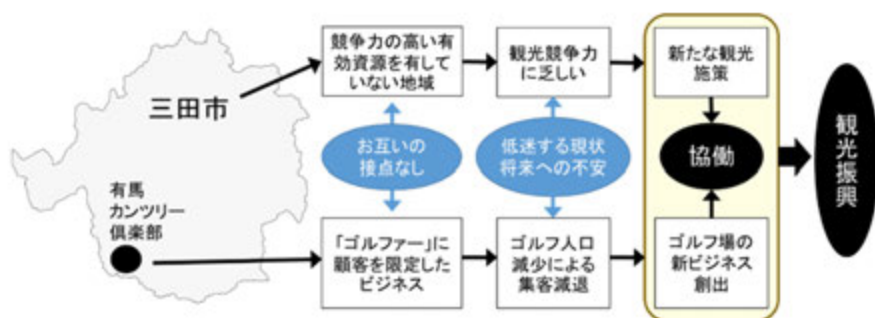 三田市
有馬
カンツリー
倶楽部
競争力の高い有
効資源を有して
いない地域
観光競争力
に乏しい
新たな観光
施策
お互いの
接点なし
低迷する現状
将来への不安
協働
観光振興
「ゴルファー」に
顧客を限定した
ビジネス
ゴルフ人口
減少による
集客減退
ゴルフ場の
新ビジネス
創出